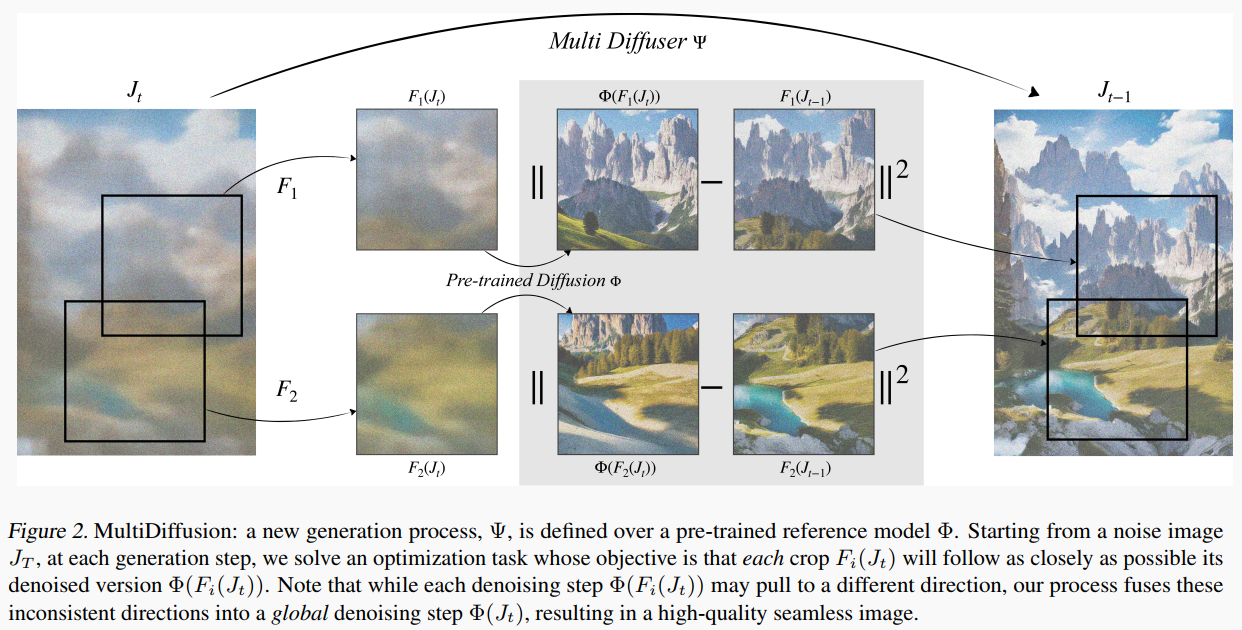 Multi Diffuser Ψ
J_t
F_1(J_t)
Φ(F_1(J_t))
F_1(J_{t−1})
J_{t−1}
F_1
|| − ||^2
Pre-trained Diffusion Φ
F_2
|| − ||^2
F_2(J_t)
Φ(F_2(J_t))
F_2(J_{t−1})
Figure 2. MultiDiffusion: a new generation process, Ψ, is defined over a pre-trained reference model Φ. Starting from a noise image
J_T, at each generation step, we solve an optimization task whose objective is that each crop F_i(J_t) will follow as closely as possible its
denoised version Φ(F_i(J_t)). Note that while each denoising step Φ(F_i(J_t)) may pull to a different direction, our process fuses these
inconsistent directions into a global denoising step Φ(J_t), resulting in a high-quality seamless image.